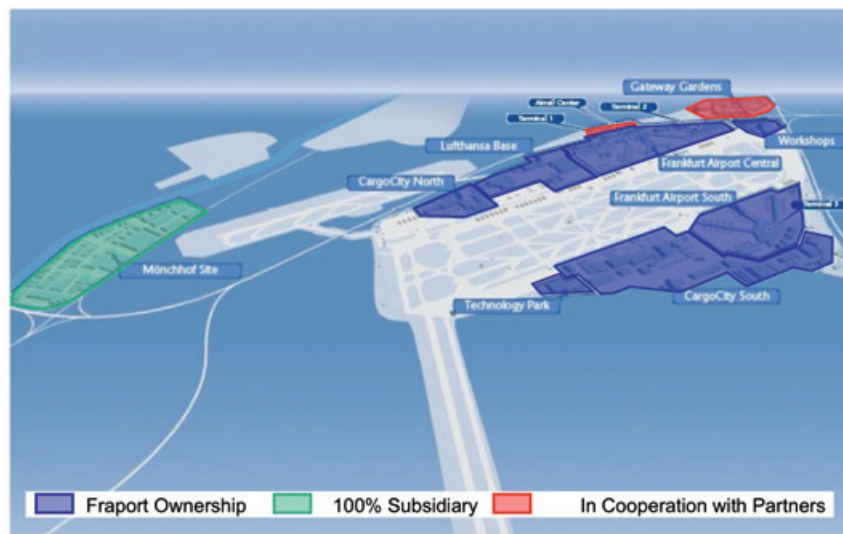 Gateway Gardens
Airrail Center
Terminal 2
Terminal 1
Workshops
Lufthansa Base
Frankfurt Airport Central
CargoCity North
Frankfurt Airport South
Terminal 3
Mönchhof Site
Technology Park
CargoCity South
Fraport Ownership
100% Subsidiary
In Cooperation with Partners